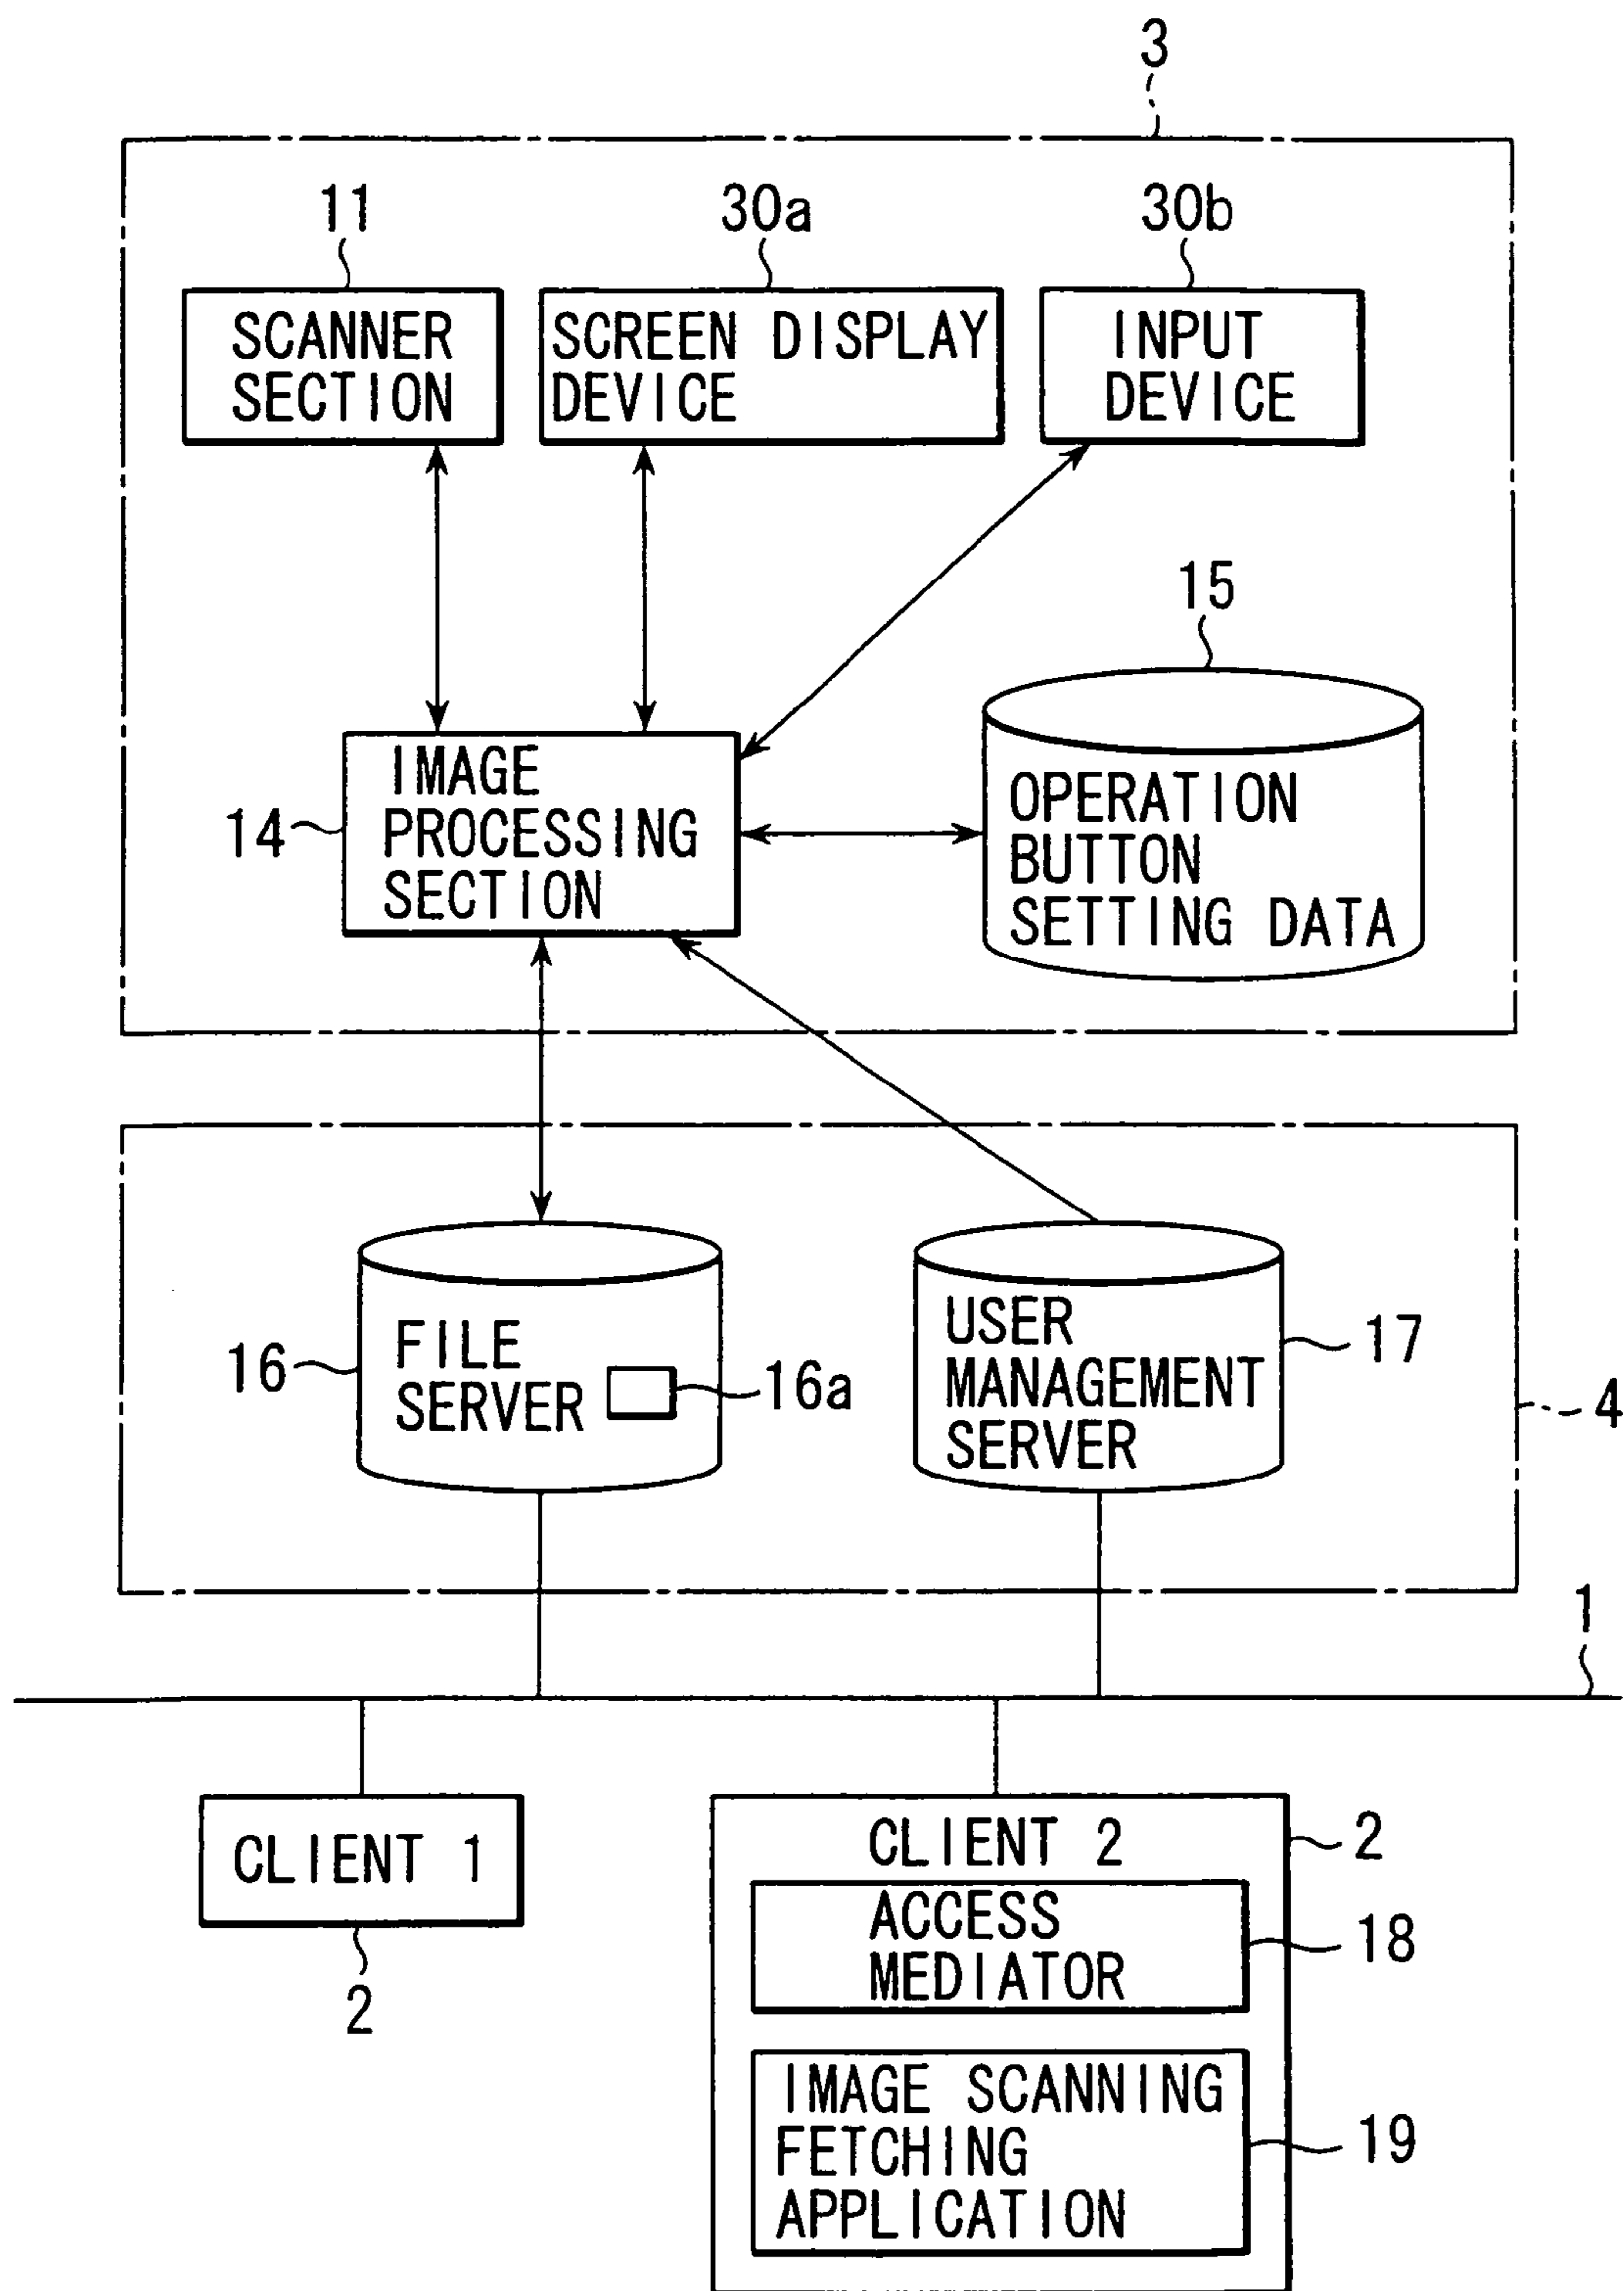 3
11
30a
30b
SCANNER
SECTION
SCREEN DISPLAY
DEVICE
INPUT
DEVICE
15
14
IMAGE
PROCESSING
SECTION
OPERATION
BUTTON
SETTING DATA
16
FILE
SERVER
16a
USER
MANAGEMENT
SERVER
17
4
1
CLIENT 1
2
CLIENT 2
2
ACCESS
MEDIATOR
18
IMAGE SCANNING
FETCHING
APPLICATION
19